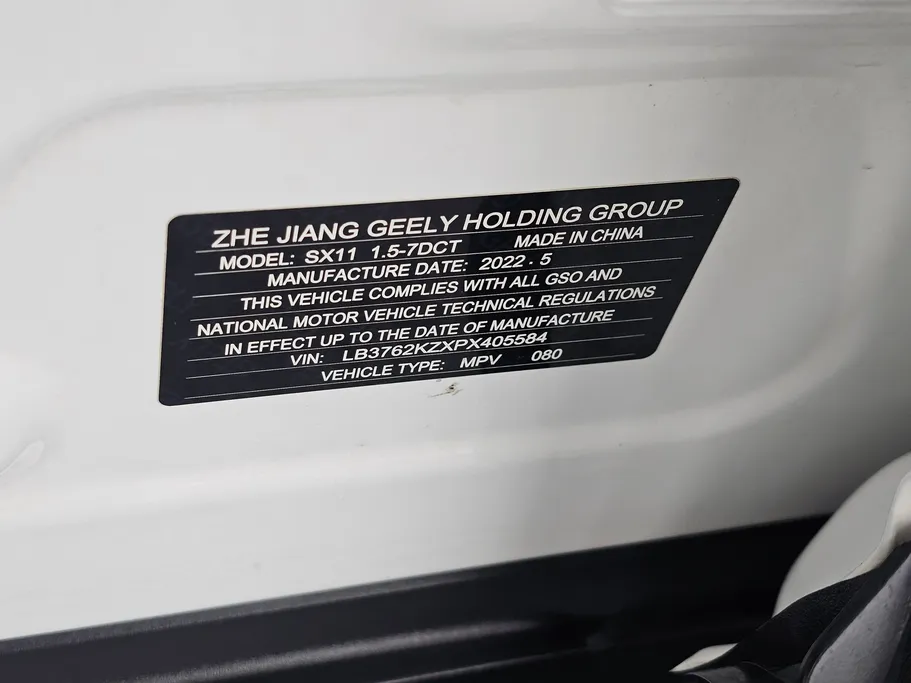 ZHE JIANG GEELY HOLDING GROUP
MODEL: SX11 1.5-7DCT MADE IN CHINA
MANUFACTURE DATE: 2022.5
THIS VEHICLE COMPLIES WITH ALL GSO AND
NATIONAL MOTOR VEHICLE TECHNICAL REGULATIONS
IN EFFECT UP TO THE DATE OF MANUFACTURE
VIN: LB3762KZXPX405584
VEHICLE TYPE: MPV 080